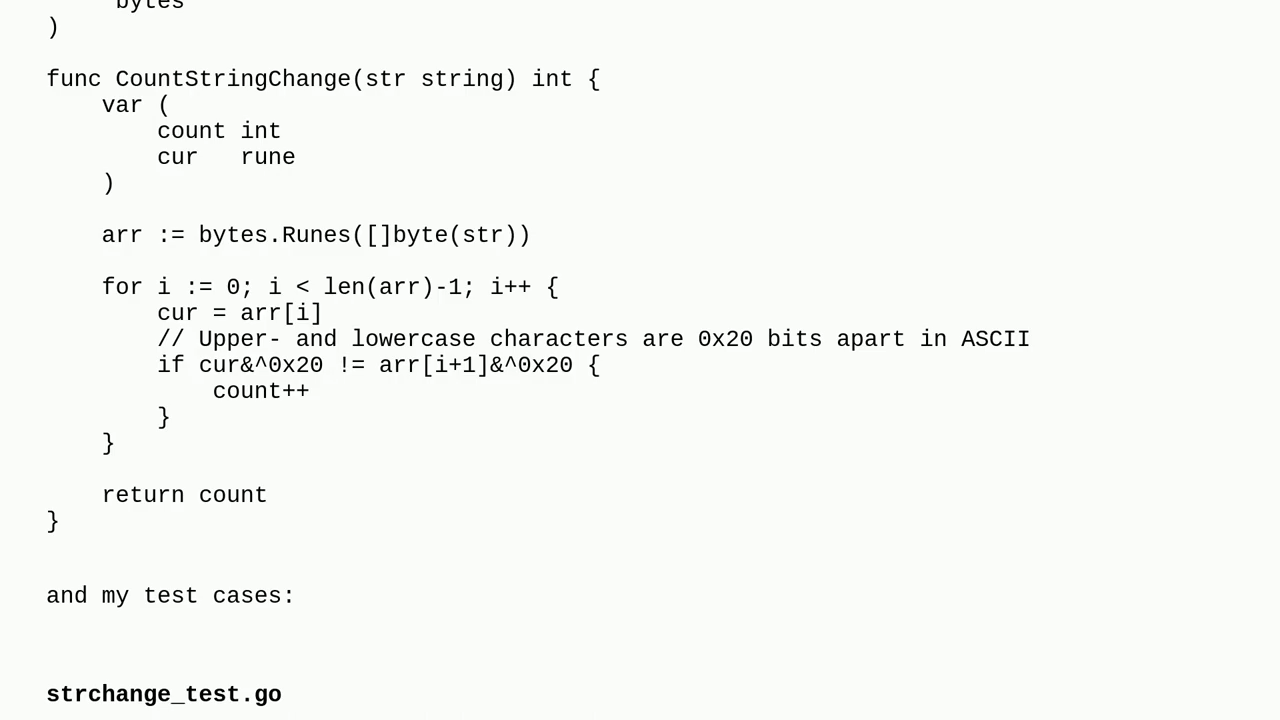 bytes
)
func CountStringChange(str string) int {
    var (
        count int
        cur   rune
    )
    arr := bytes.Runes([]byte(str))
    for i := 0; i < len(arr)-1; i++ {
        cur = arr[i]
        // Upper- and lowercase characters are 0x20 bits apart in ASCII
        if cur&^0x20 != arr[i+1]&^0x20 {
            count++
        }
    }
    return count
}
and my test cases:
strchange_test.go